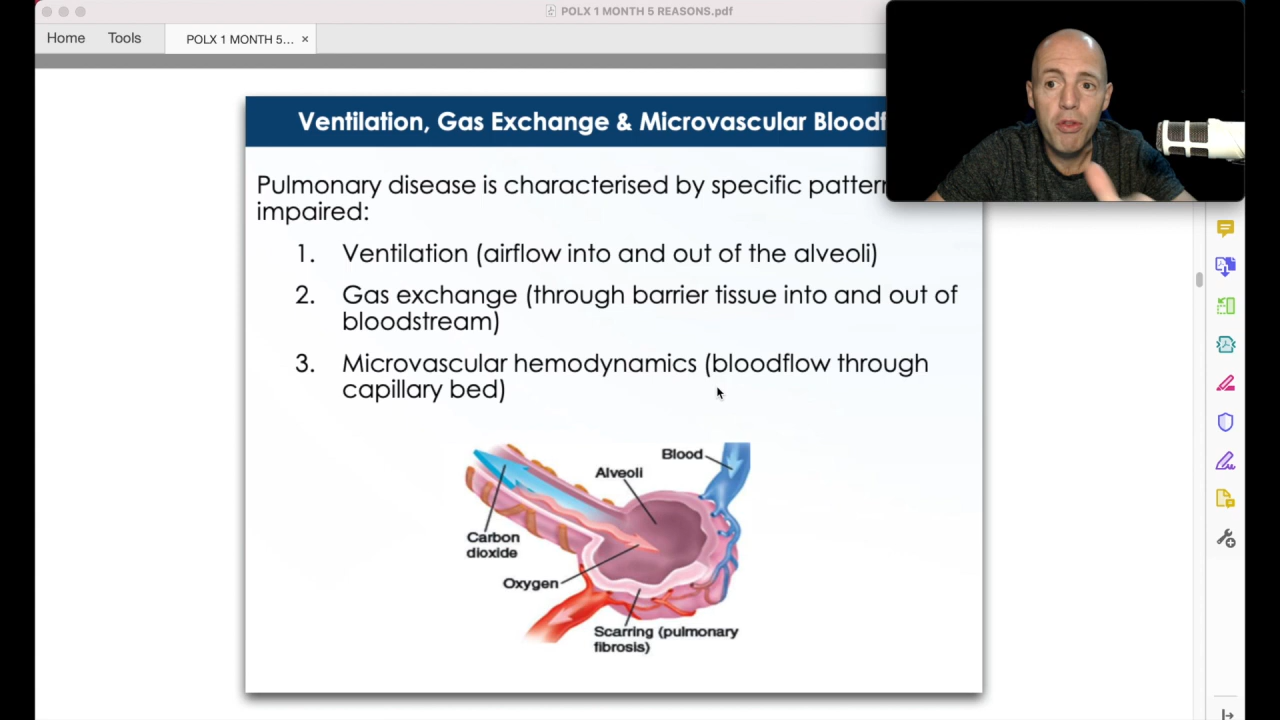 POLX 1 MONTH 5 REASONS.pdf
Home Tools POLX 1 MONTH 5... ×
Ventilation, Gas Exchange & Microvascular
Pulmonary disease is characterised by specific
impaired:
1. Ventilation (airflow into and out of the alveoli)
2. Gas exchange (through barrier tissue into and out of
bloodstream)
3. Microvascular hemodynamics (bloodflow through
capillary bed)
Blood
Alveoli
Carbon
dioxide
Oxygen
Scarring (pulmonary
fibrosis)